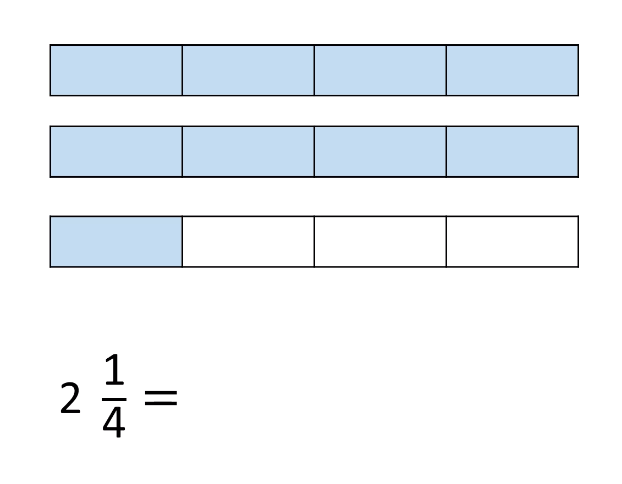 2 1/4 =